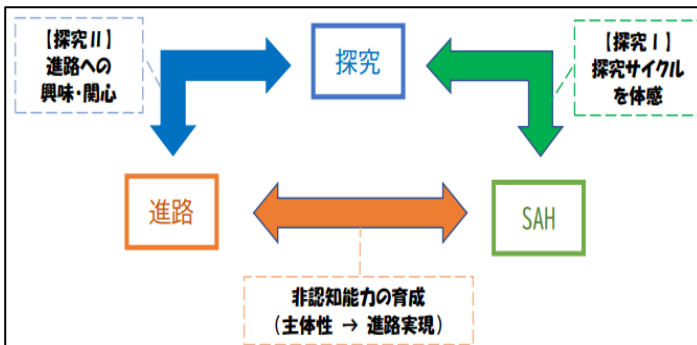 【探究Ⅱ】
進路への
興味・関心
探究
【探究Ⅰ】
探究サイクル
を体感
進路
SAH
非認知能力の育成
（主体性 → 進路実現）